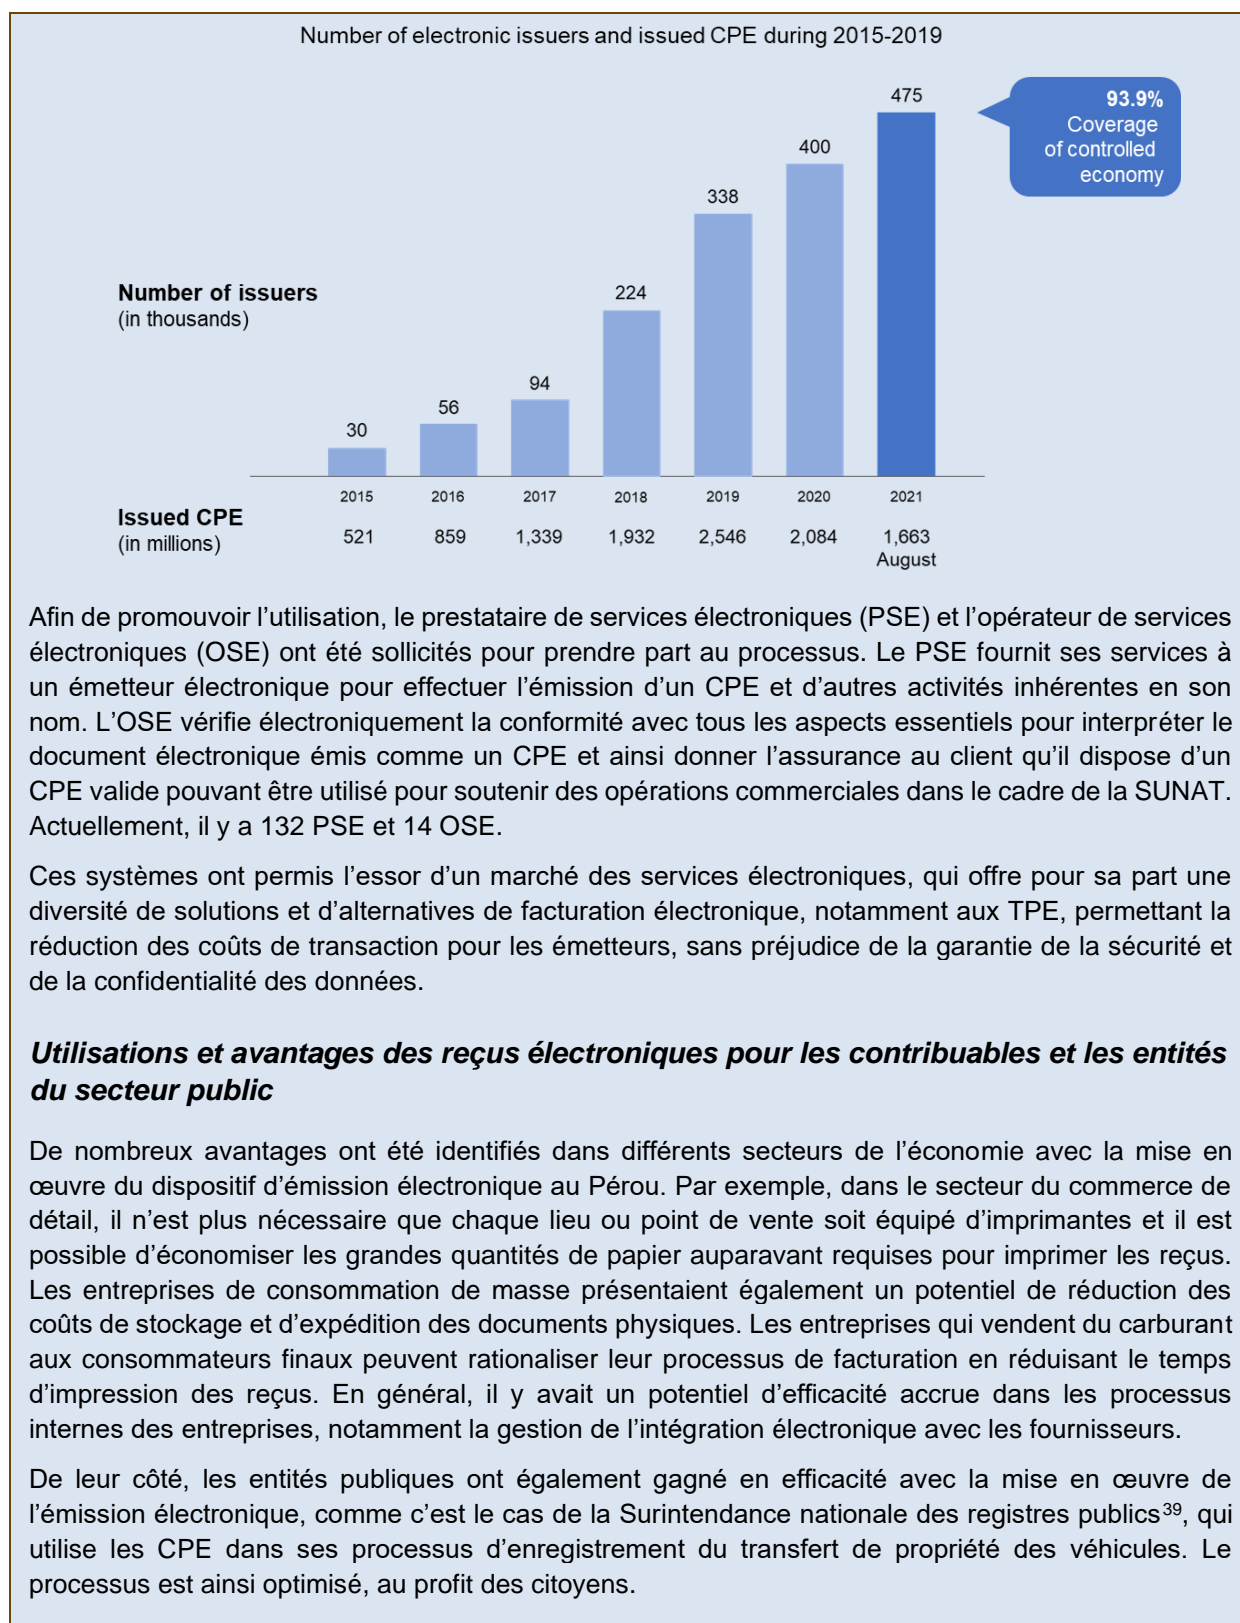 Number of electronic issuers and issued CPE during 2015-2019
475
93.9%
Coverage
of controlled
economy
400
338
Number of issuers
(in thousands)
224
94
56
30
2015 2016 2017 2018 2019 2020 2021
Issued CPE
(in millions)
521 859 1,339 1,932 2,546 2,084 1,663
August
Afin de promouvoir l’utilisation, le prestataire de services électroniques (PSE) et l’opérateur de services
électroniques (OSE) ont été sollicités pour prendre part au processus. Le PSE fournit ses services à
un émetteur électronique pour effectuer l’émission d’un CPE et d’autres activités inhérentes en son
nom. L’OSE vérifie électroniquement la conformité avec tous les aspects essentiels pour interpréter le
document électronique émis comme un CPE et ainsi donner l’assurance au client qu’il dispose d’un
CPE valide pouvant être utilisé pour soutenir des opérations commerciales dans le cadre de la SUNAT.
Actuellement, il y a 132 PSE et 14 OSE.
Ces systèmes ont permis l’essor d’un marché des services électroniques, qui offre pour sa part une
diversité de solutions et d’alternatives de facturation électronique, notamment aux TPE, permettant la
réduction des coûts de transaction pour les émetteurs, sans préjudice de la garantie de la sécurité et
de la confidentialité des données.
Utilisations et avantages des reçus électroniques pour les contribuables et les entités
du secteur public
De nombreux avantages ont été identifiés dans différents secteurs de l’économie avec la mise en
œuvre du dispositif d’émission électronique au Pérou. Par exemple, dans le secteur du commerce de
détail, il n’est plus nécessaire que chaque lieu ou point de vente soit équipé d’imprimantes et il est
possible d’économiser les grandes quantités de papier auparavant requises pour imprimer les reçus.
Les entreprises de consommation de masse présentaient également un potentiel de réduction des
coûts de stockage et d’expédition des documents physiques. Les entreprises qui vendent du carburant
aux consommateurs finaux peuvent rationaliser leur processus de facturation en réduisant le temps
d’impression des reçus. En général, il y avait un potentiel d’efficacité accrue dans les processus
internes des entreprises, notamment la gestion de l’intégration électronique avec les fournisseurs.
De leur côté, les entités publiques ont également gagné en efficacité avec la mise en œuvre de
l’émission électronique, comme c’est le cas de la Surintendance nationale des registres publics39, qui
utilise les CPE dans ses processus d’enregistrement du transfert de propriété des véhicules. Le
processus est ainsi optimisé, au profit des citoyens.